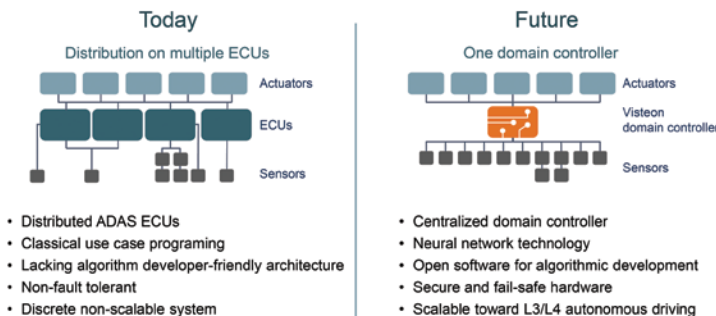 Today
Distribution on multiple ECUs
Actuators
ECUs
Sensors
• Distributed ADAS ECUs
• Classical use case programing
• Lacking algorithm developer-friendly architecture
• Non-fault tolerant
• Discrete non-scalable system
Future
One domain controller
Actuators
Visteon
domain controller
Sensors
• Centralized domain controller
• Neural network technology
• Open software for algorithmic development
• Secure and fail-safe hardware
• Scalable toward L3/L4 autonomous driving